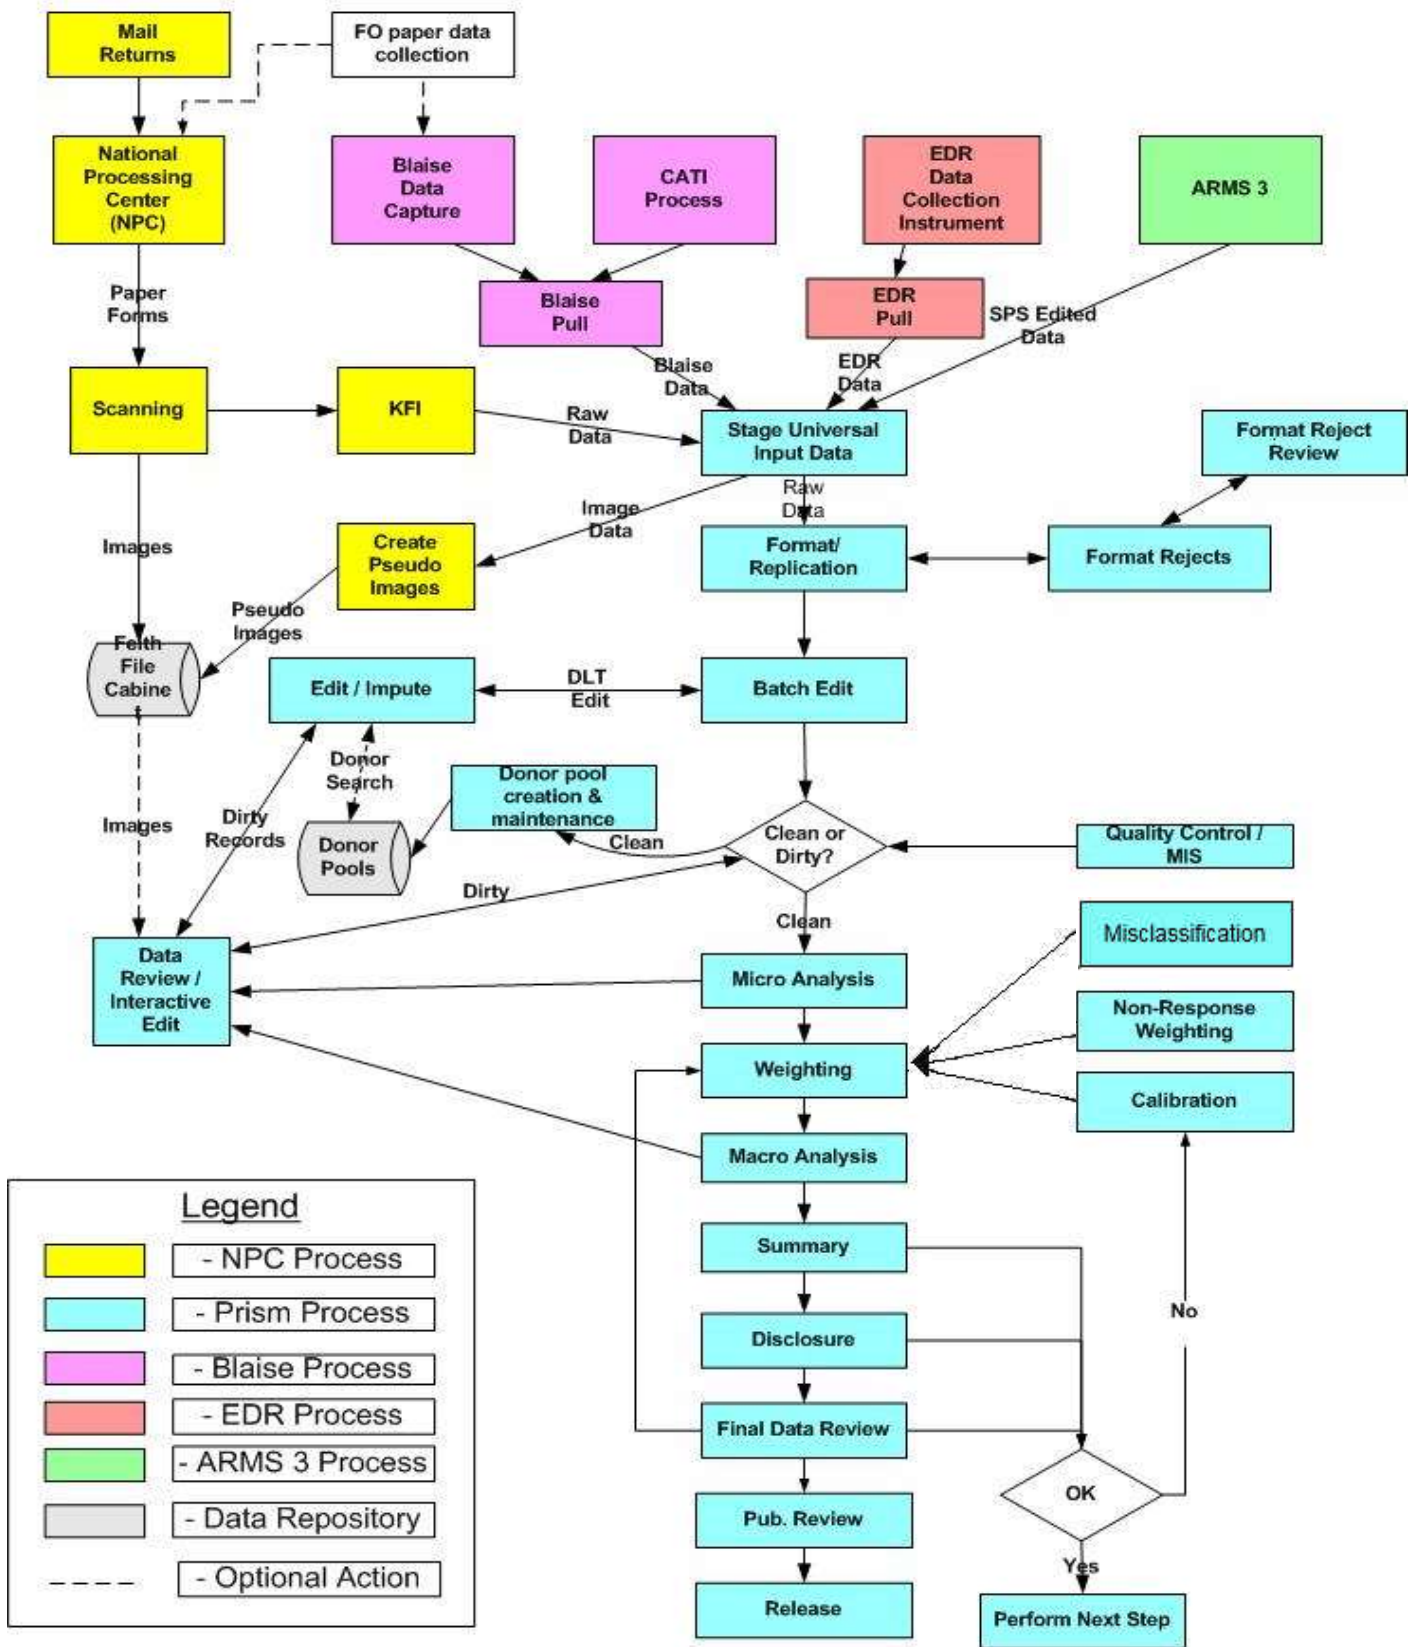 Mail
Returns
FO paper data
collection
National
Processing
Center
(NPC)
Blaise
Data
Capture
CATI
Process
EDR
Data
Collection
Instrument
ARMS 3
Paper
Forms
Blaise
Pull
EDR
Pull
SPS Edited
Data
Blaise
Data
EDR
Data
Scanning
KFI
Raw
Data
Stage Universal
Input Data
Format Reject
Review
Raw
Data
Image
Data
Images
Create
Pseudo
Images
Format/
Replication
Format Rejects
Pseudo
Images
Feith
File
Cabine
t
Edit / Impute
DLT
Edit
Batch Edit
Donor
Search
Donor pool
creation &
maintenance
Images
Dirty
Records
Donor
Pools
Clean
Clean or
Dirty?
Quality Control /
MIS
Dirty
Clean
Misclassification
Data
Review /
Interactive
Edit
Micro Analysis
Non-Response
Weighting
Weighting
Calibration
Macro Analysis
Legend
- NPC Process
- Prism Process
- Blaise Process
- EDR Process
- ARMS 3 Process
- Data Repository
- Optional Action
Summary
No
Disclosure
Final Data Review
OK
Pub. Review
Yes
Release
Perform Next Step